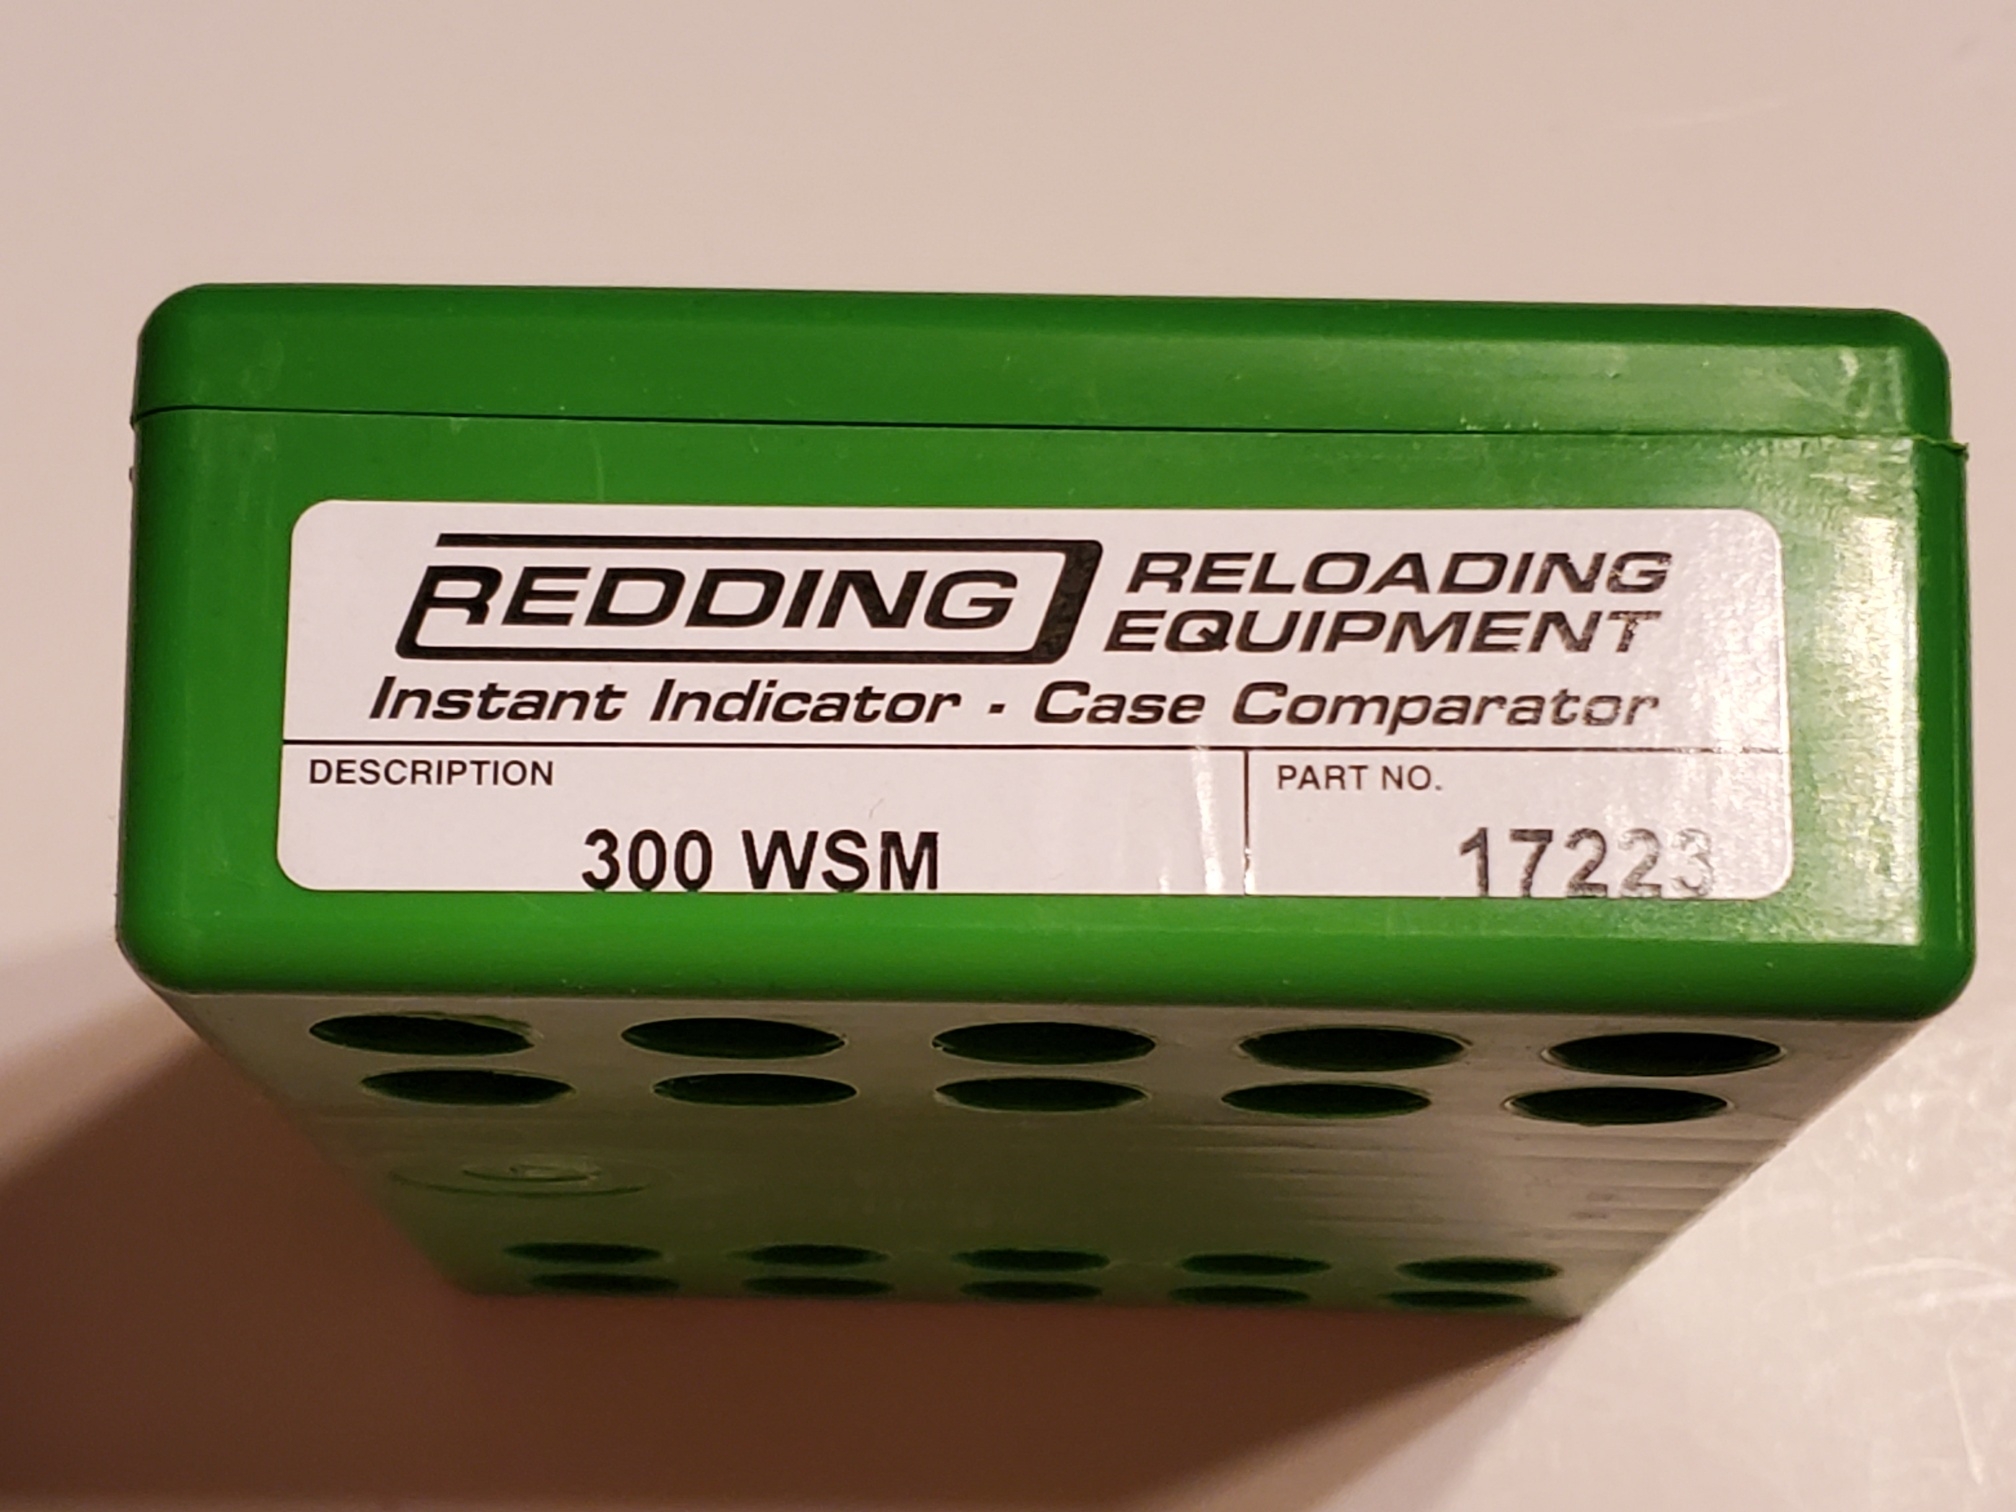 REDDING RELOADING
EQUIPMENT
Instant Indicator - Case Comparator
DESCRIPTION PART NO.
300 WSM 17223